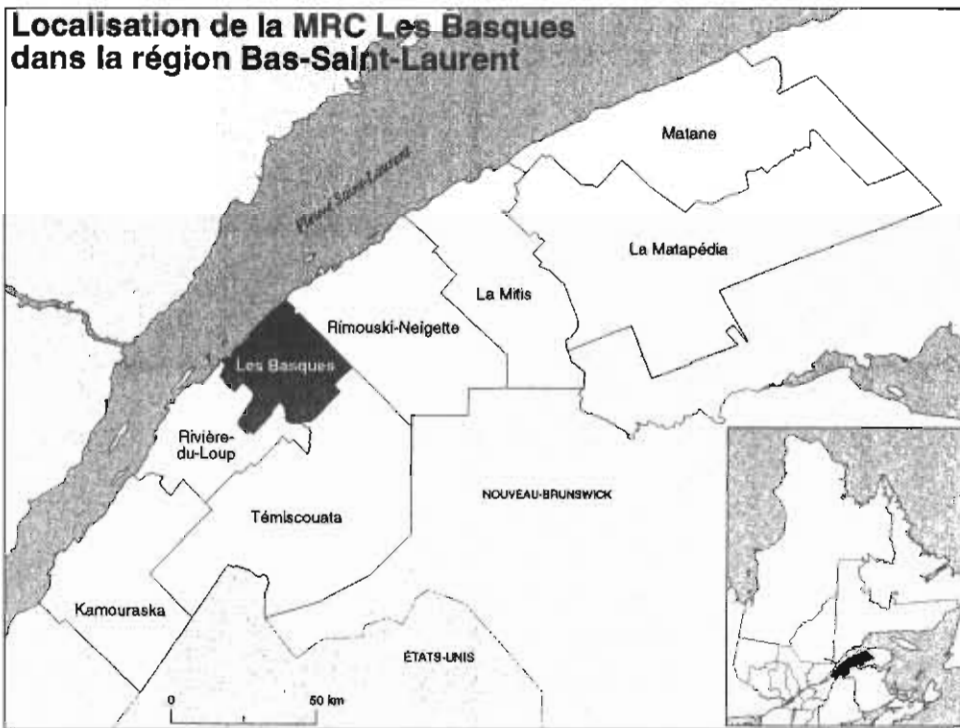 Localisation de la MRC Les Basques
dans la région Bas-Saint-Laurent
Matane
Fleuve Saint-Laurent
La Matapédia
La Mitis
Rimouski-Neigette
Les Basques
Rivière-
du-Loup
NOUVEAU-BRUNSWICK
Témiscouata
Kamouraska
ÉTATS-UNIS
0 50 km